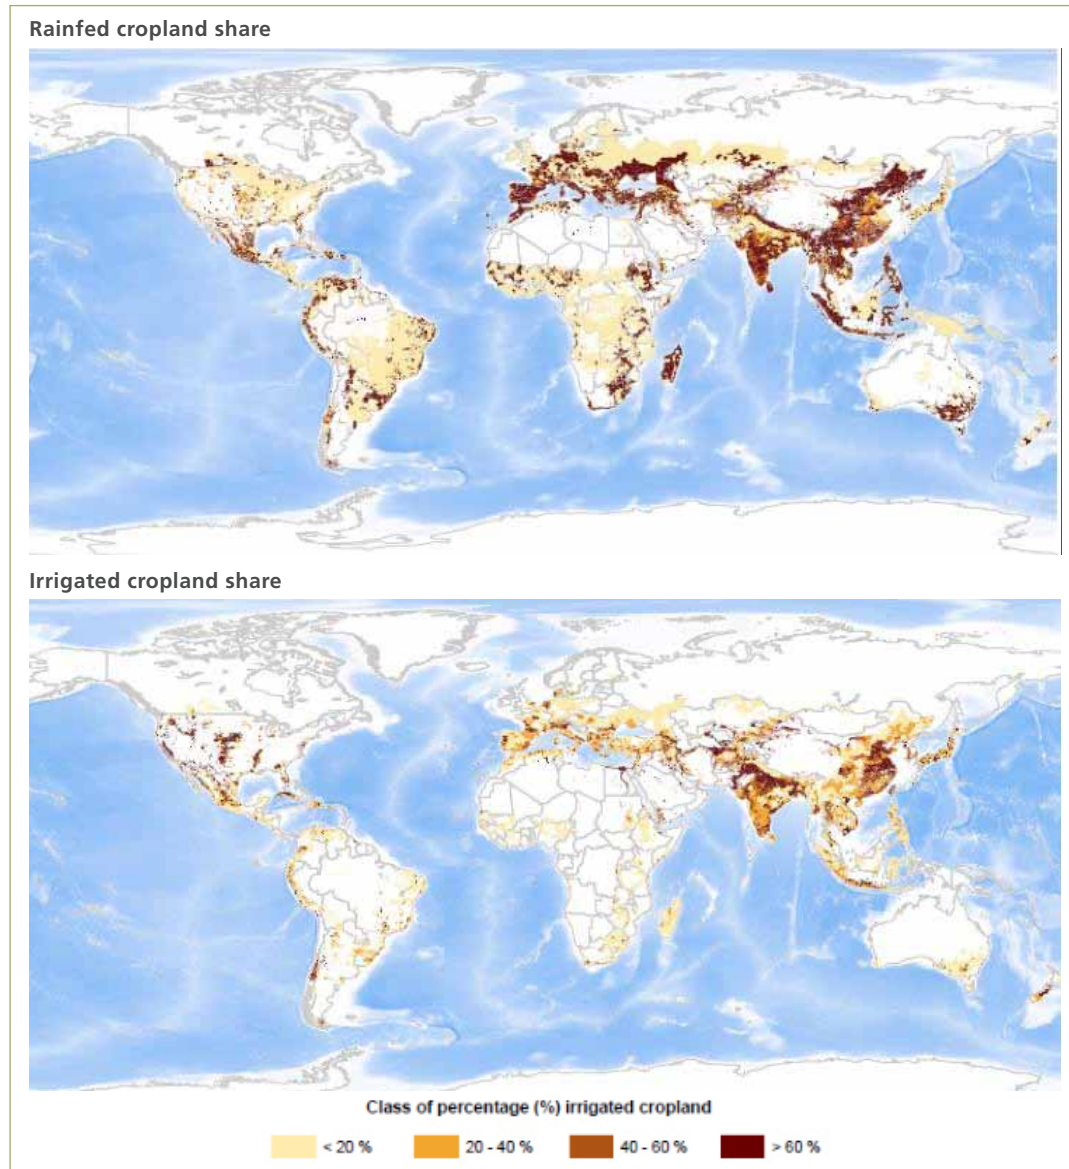 Rainfed cropland share
Irrigated cropland share
Class of percentage (%) irrigated cropland
< 20 % 20 - 40 % 40 - 60 % > 60 %